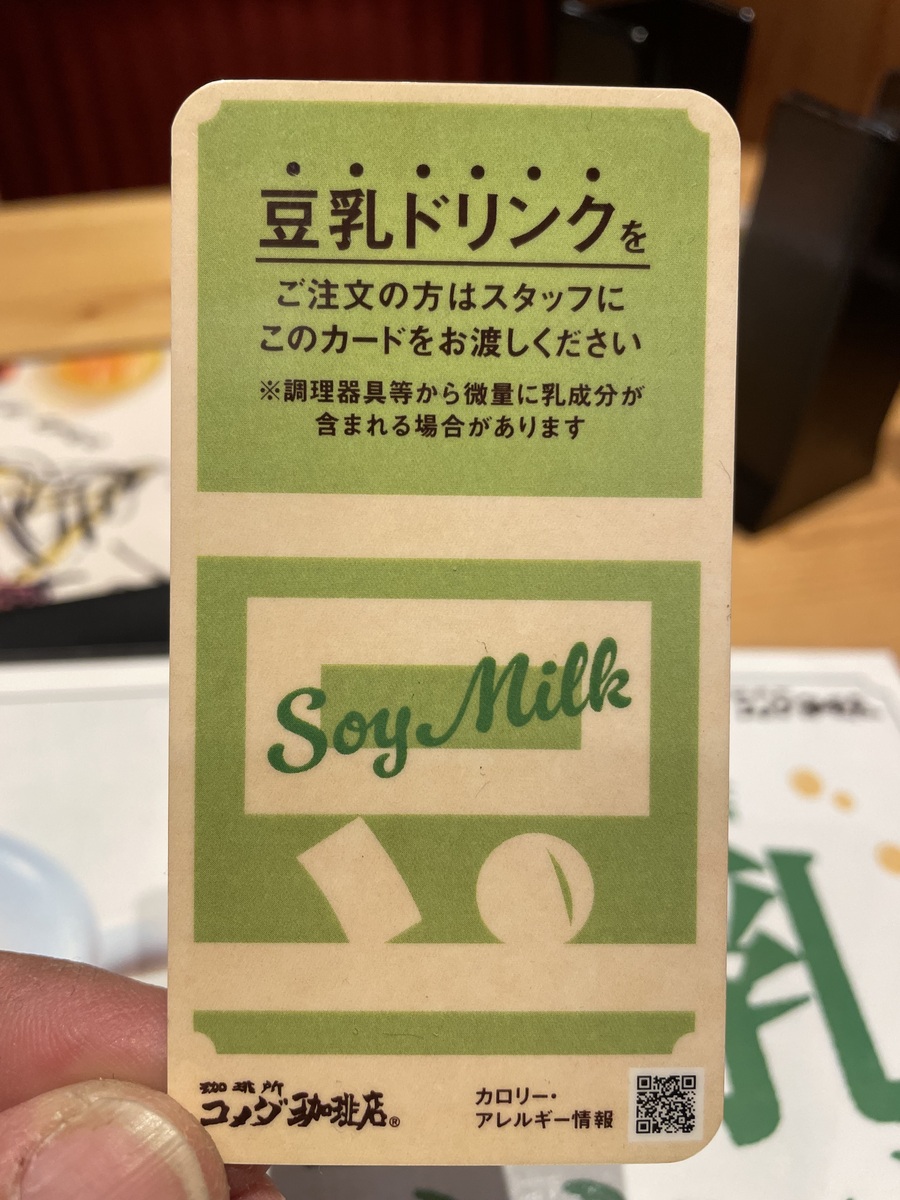 豆乳ドリンクを
ご注文の方はスタッフに
このカードをお渡しください
※調理器具等から微量に乳成分が
含まれる場合があります
Soy Milk
珈琲所
コメダ珈琲店®
カロリー・
アレルギー情報
乳